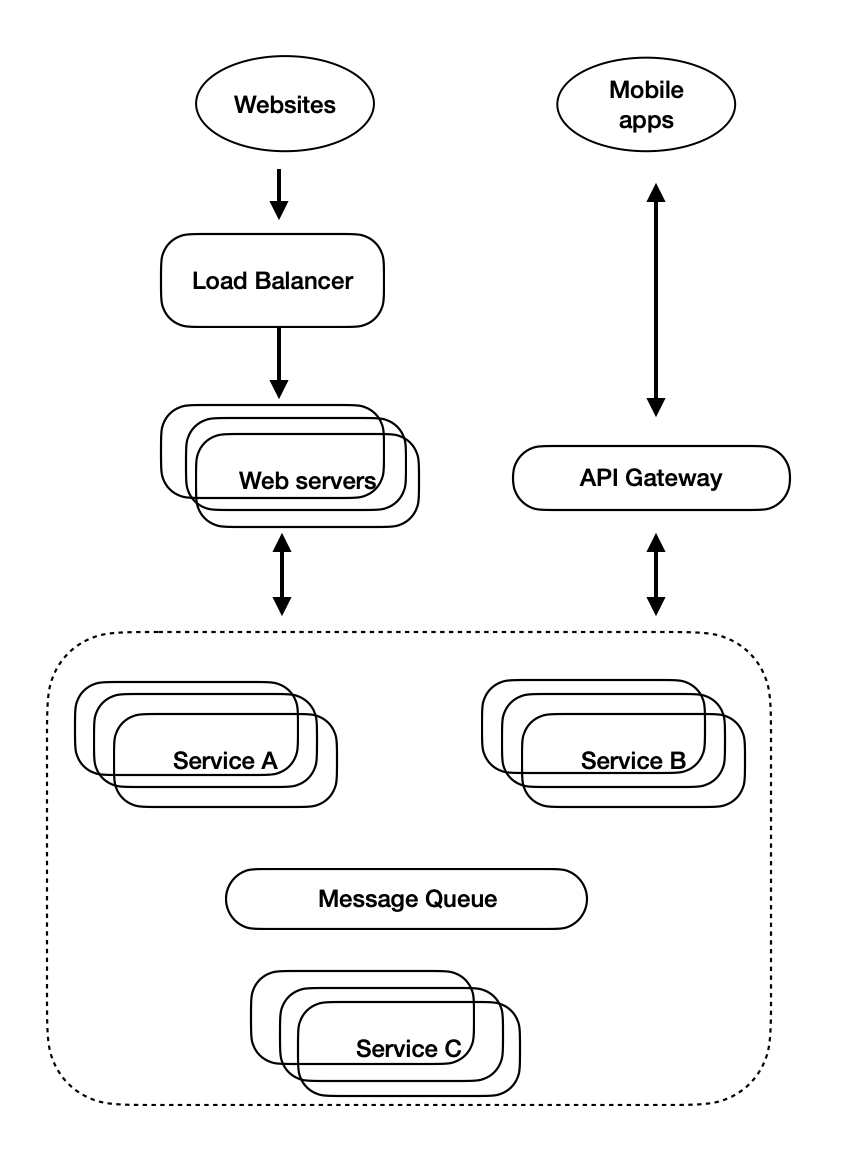 Websites
Mobile
apps
Load Balancer
Web servers
API Gateway
Service A
Service B
Message Queue
Service C